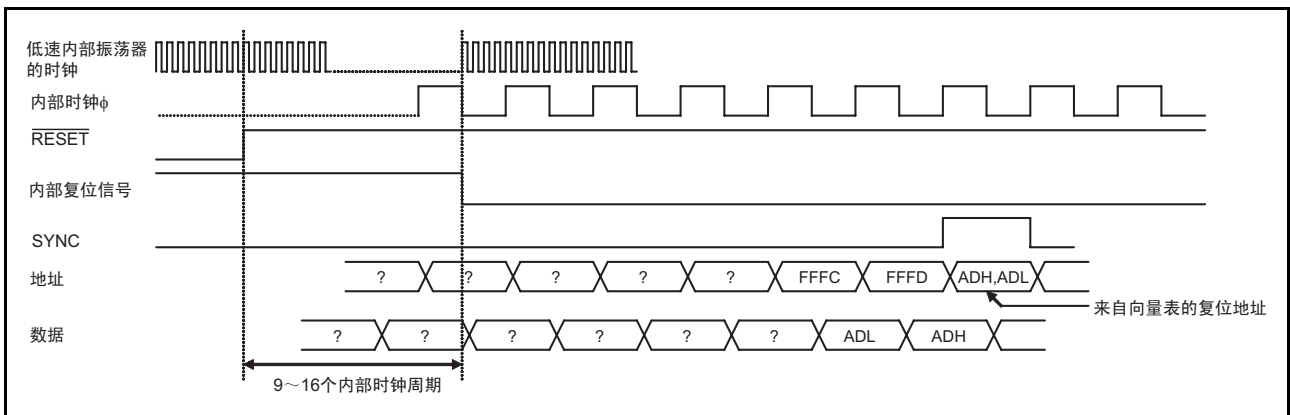 低速内部振荡器
的时钟
内部时钟ϕ
RESET
内部复位信号
SYNC
地址
? ? ? ? ? FFFC FFFD ADH,ADL
来自向量表的复位地址
数据
? ? ? ? ? ? ADL ADH
9～16个内部时钟周期